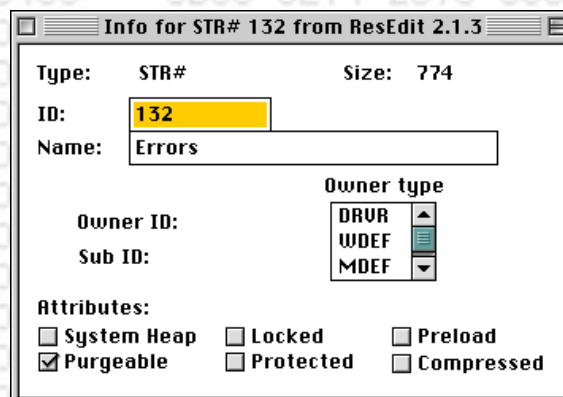 Info for STR# 132 from ResEdit 2.1.3
Type: STR# Size: 774
ID: 132
Name: Errors
Owner type
Owner ID:
Sub ID:
DRVR
WDEF
MDEF
Attributes:
System Heap Locked Preload
Purgeable Protected Compressed